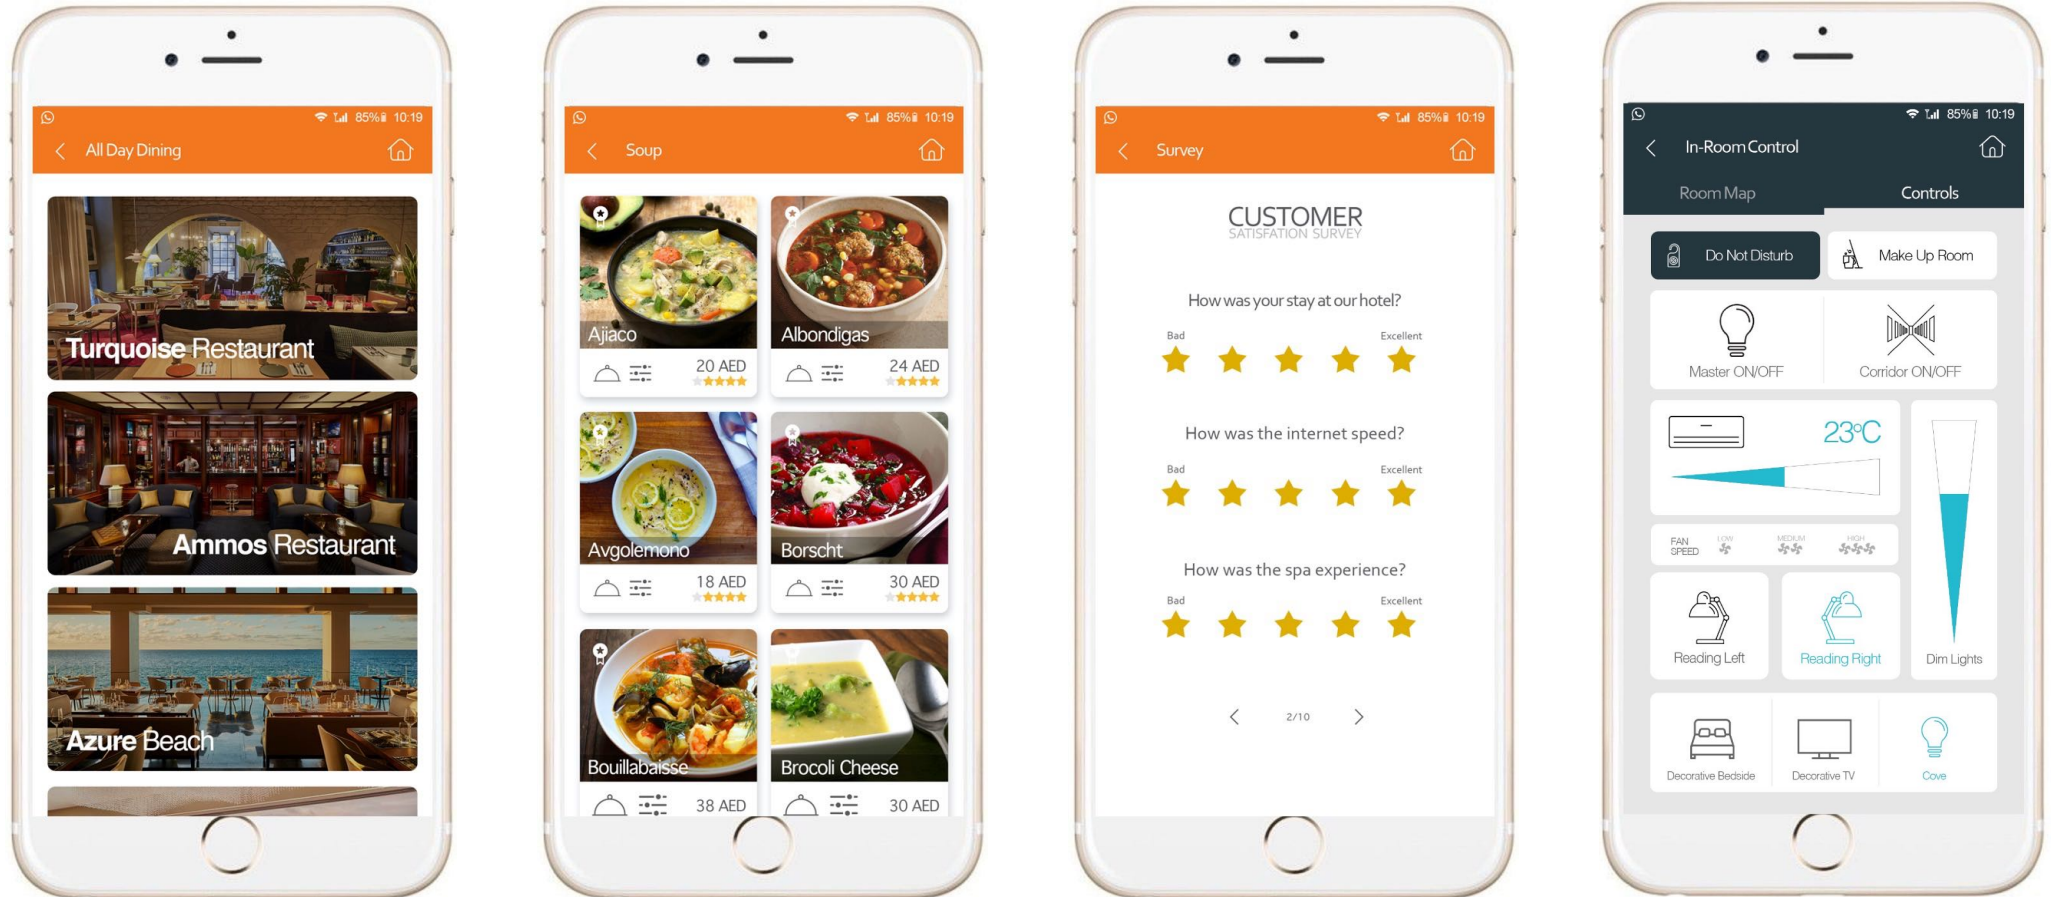 85% 10:19
All Day Dining
Turquoise Restaurant
Ammos Restaurant
Azure Beach
85% 10:19
Soup
Ajiaco
20 AED
Albondigas
24 AED
Avgolemono
18 AED
Borscht
30 AED
Bouillabaisse
38 AED
Brocoli Cheese
30 AED
85% 10:19
Survey
CUSTOMER
SATISFATION SURVEY
How was your stay at our hotel?
Bad Excellent
How was the internet speed?
Bad Excellent
How was the spa experience?
Bad Excellent
2/10
85% 10:19
In-Room Control
Room Map Controls
Do Not Disturb Make Up Room
Master ON/OFF Corridor ON/OFF
23°C
FAN
SPEED
LOW MEDIUM HIGH
Reading Left Reading Right Dim Lights
Decorative Bedside Decorative TV Cove